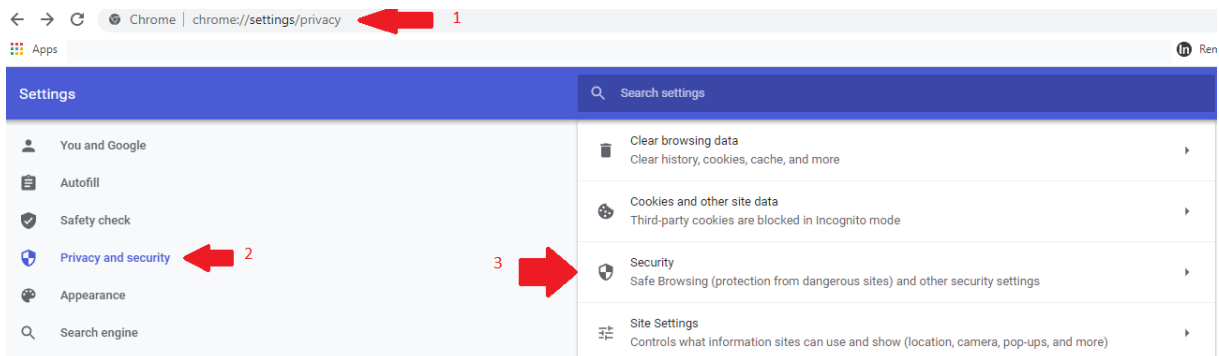 Chrome | chrome://settings/privacy 1
Apps
in Ren
Settings
Search settings
You and Google
Autofill
Safety check
Privacy and security 2
Appearance
Search engine
Clear browsing data
Clear history, cookies, cache, and more
Cookies and other site data
Third-party cookies are blocked in Incognito mode
3
Security
Safe Browsing (protection from dangerous sites) and other security settings
Site Settings
Controls what information sites can use and show (location, camera, pop-ups, and more)